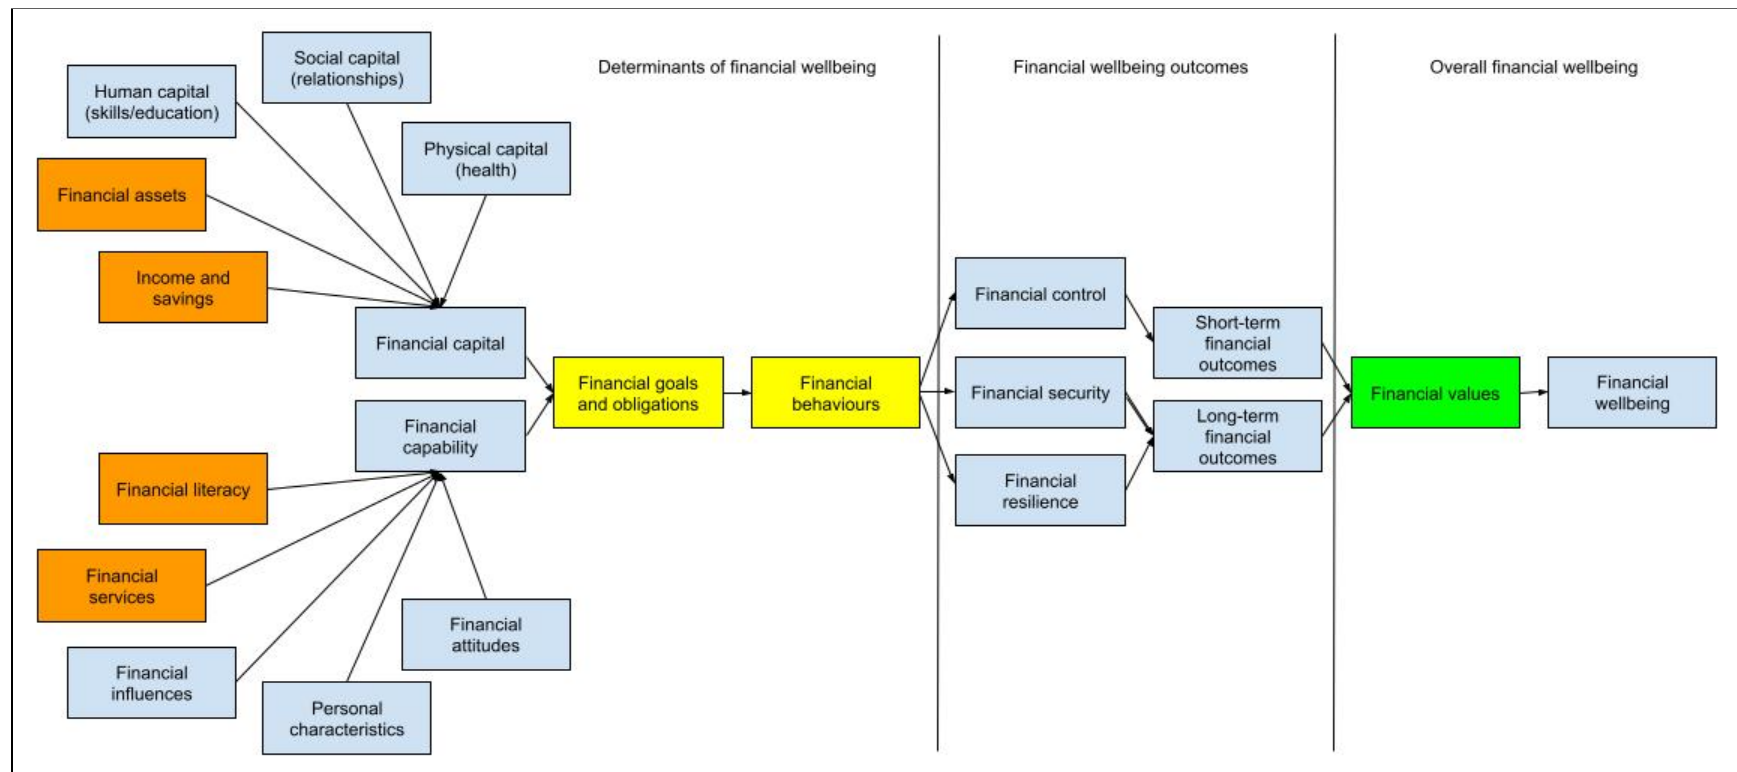 Determinants of financial wellbeing
Financial wellbeing outcomes
Overall financial wellbeing
Social capital
(relationships)
Human capital
(skills/education)
Physical capital
(health)
Financial assets
Income and
savings
Financial capital
Financial
capability
Financial literacy
Financial
services
Financial
influences
Personal
characteristics
Financial
attitudes
Financial goals
and obligations
Financial
behaviours
Financial control
Financial security
Financial
resilience
Short-term
financial
outcomes
Long-term
financial
outcomes
Financial values
Financial
wellbeing